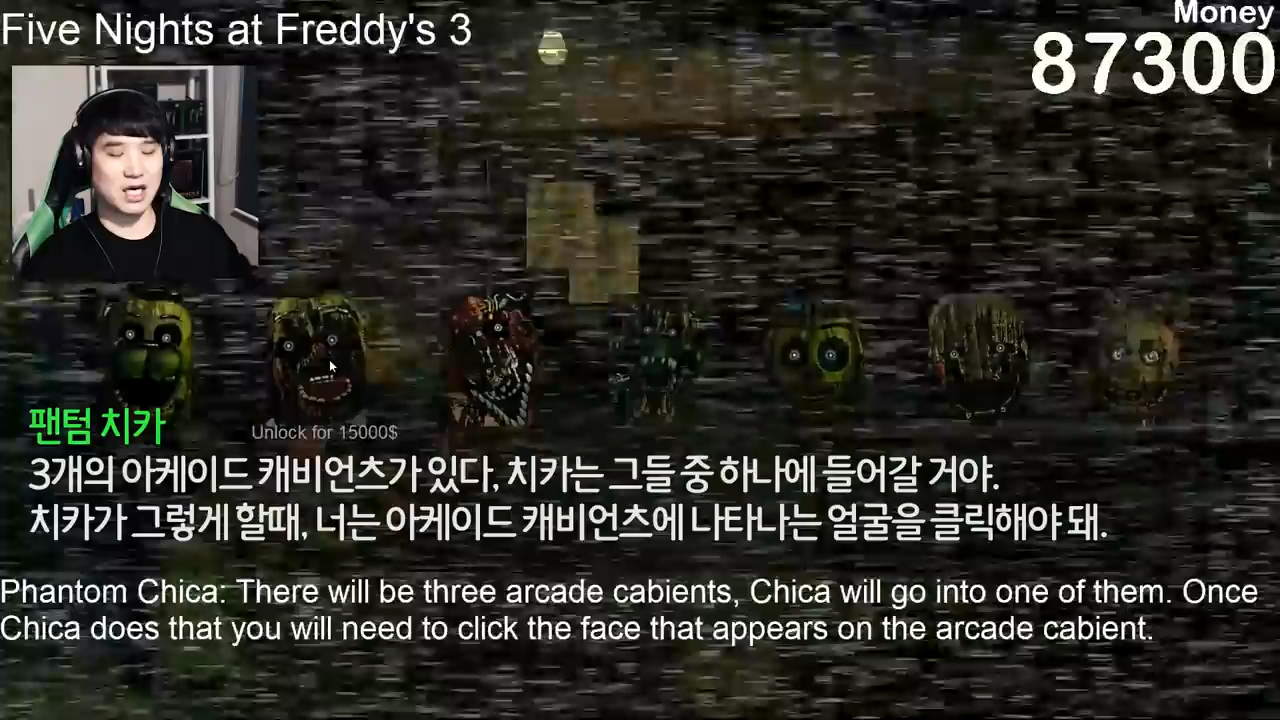 Five Nights at Freddy's 3
Money
87300
팬텀 치카
Unlock for 15000$
3개의 아케이드 캐비언츠가 있다, 치카는 그들 중 하나에 들어갈 거야.
치카가 그렇게 할때, 너는 아케이드 캐비언츠에 나타나는 얼굴을 클릭해야 돼.
Phantom Chica: There will be three arcade cabients, Chica will go into one of them. Once
Chica does that you will need to click the face that appears on the arcade cabient.